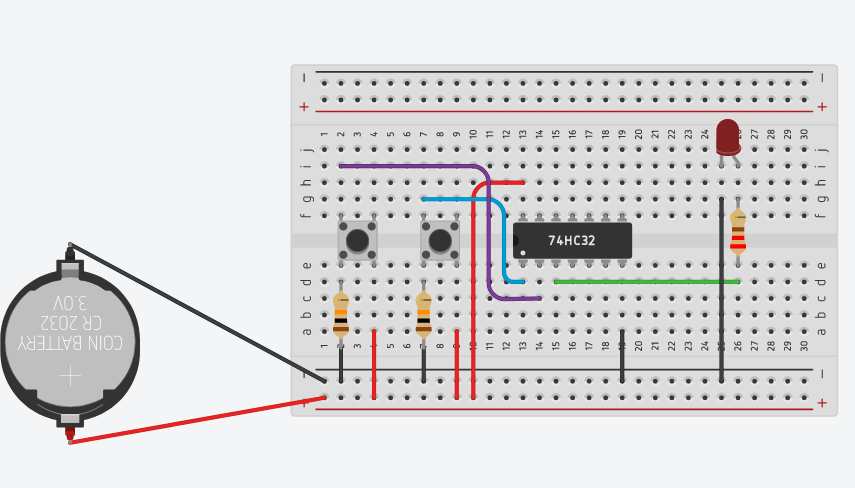 − −
+ +
1 2 3 4 5 6 7 8 9 10 11 12 13 14 15 16 17 18 19 20 21 22 23 24 25 26 27 28 29 30
j j
i i
h h
g g
f f
74HC32
e e
d d
c c
b b
a a
1 2 3 4 5 6 7 8 9 10 11 12 13 14 15 16 17 18 19 20 21 22 23 24 25 26 27 28 29 30
− −
+ +
COIN BATTERY
CR 2032
3.0V